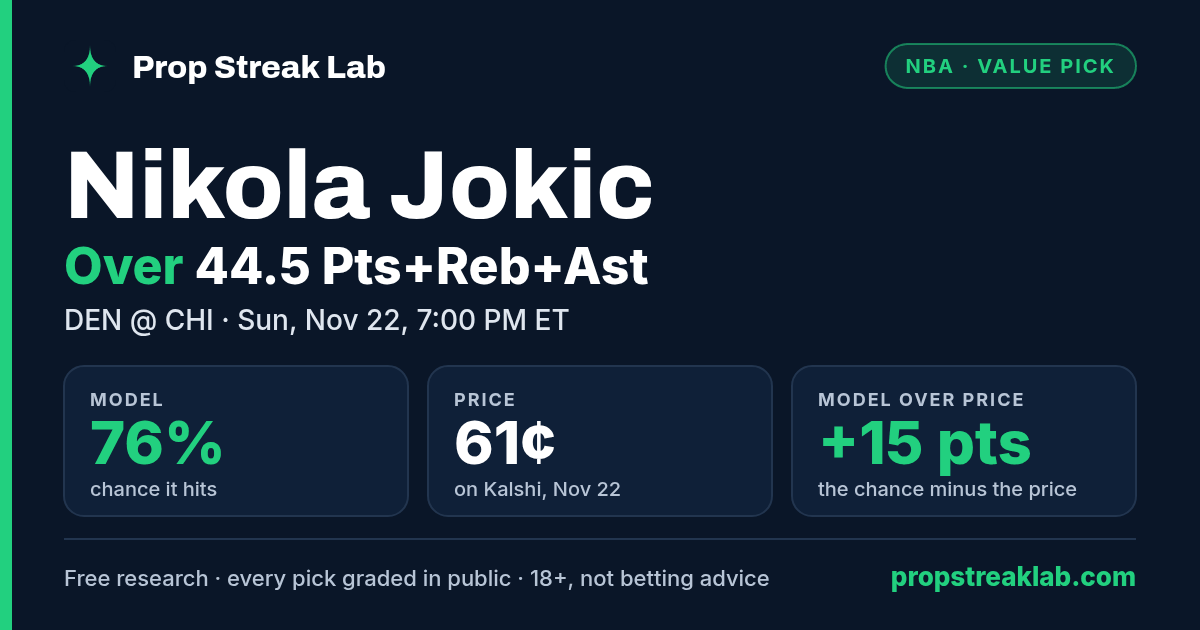 Prop Streak Lab
NBA · VALUE PICK
Nikola Jokic
Over 44.5 Pts+Reb+Ast
DEN @ CHI · Sun, Nov 22, 7:00 PM ET
MODEL
76%
chance it hits
PRICE
61¢
on Kalshi, Nov 22
MODEL OVER PRICE
+15 pts
the chance minus the price
Free research · every pick graded in public · 18+, not betting advice
propstreaklab.com